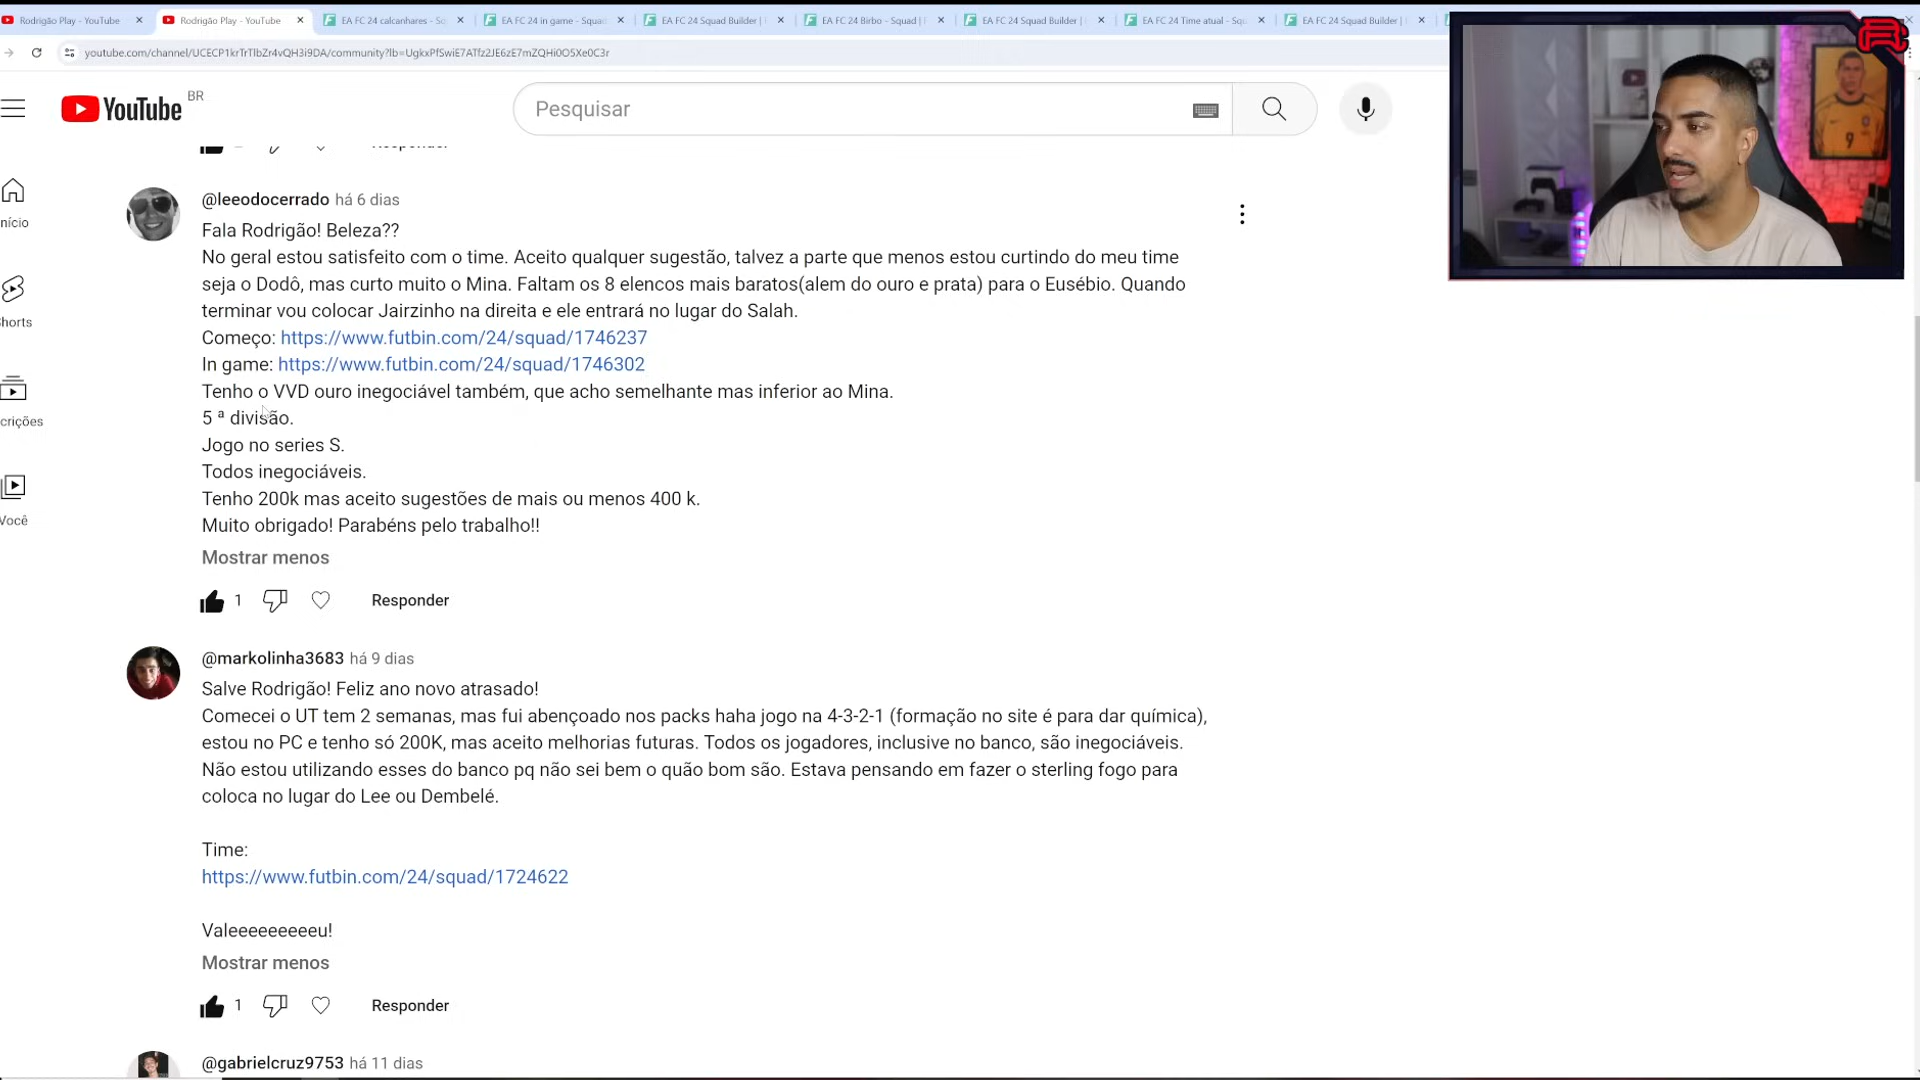 Rodrigão Play - YouTube
Rodrigão Play - YouTube
EA FC 24 calcanhares - Sq
EA FC 24 in game - Squad
EA FC 24 Squad Builder |
EA FC 24 Birbo - Squad | F
EA FC 24 Squad Builder |
EA FC 24 Time atual - Squ
EA FC 24 Squad Builder |
youtube.com/channel/UCECP1krTrTlbZr4vQH3i9DA/community?lb=UgkxPfSwiE7ATfz2JE6zE7mZQHi0O5Xe0C3r
YouTube BR
Pesquisar
Responder
nício
Shorts
crições
Você
@leeodocerrado há 6 dias
Fala Rodrigão! Beleza??
No geral estou satisfeito com o time. Aceito qualquer sugestão, talvez a parte que menos estou curtindo do meu time
seja o Dodô, mas curto muito o Mina. Faltam os 8 elencos mais baratos(alem do ouro e prata) para o Eusébio. Quando
terminar vou colocar Jairzinho na direita e ele entrará no lugar do Salah.
Começo: https://www.futbin.com/24/squad/1746237
In game: https://www.futbin.com/24/squad/1746302
Tenho o VVD ouro inegociável também, que acho semelhante mas inferior ao Mina.
5 ª divisão.
Jogo no series S.
Todos inegociáveis.
Tenho 200k mas aceito sugestões de mais ou menos 400 k.
Muito obrigado! Parabéns pelo trabalho!!
Mostrar menos
1 Responder
@markolinha3683 há 9 dias
Salve Rodrigão! Feliz ano novo atrasado!
Comecei o UT tem 2 semanas, mas fui abençoado nos packs haha jogo na 4-3-2-1 (formação no site é para dar química),
estou no PC e tenho só 200K, mas aceito melhorias futuras. Todos os jogadores, inclusive no banco, são inegociáveis.
Não estou utilizando esses do banco pq não sei bem o quão bom são. Estava pensando em fazer o sterling fogo para
coloca no lugar do Lee ou Dembelé.
Time:
https://www.futbin.com/24/squad/1724622
Valeeeeeeeeeu!
Mostrar menos
1 Responder
@gabrielcruz9753 há 11 dias
9